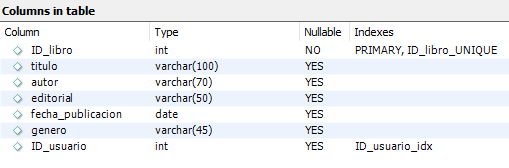 Columns in table
Column Type Nullable Indexes
ID_libro int NO PRIMARY, ID_libro_UNIQUE
titulo varchar(100) YES
autor varchar(70) YES
editorial varchar(50) YES
fecha_publicacion date YES
genero varchar(45) YES
ID_usuario int YES ID_usuario_idx